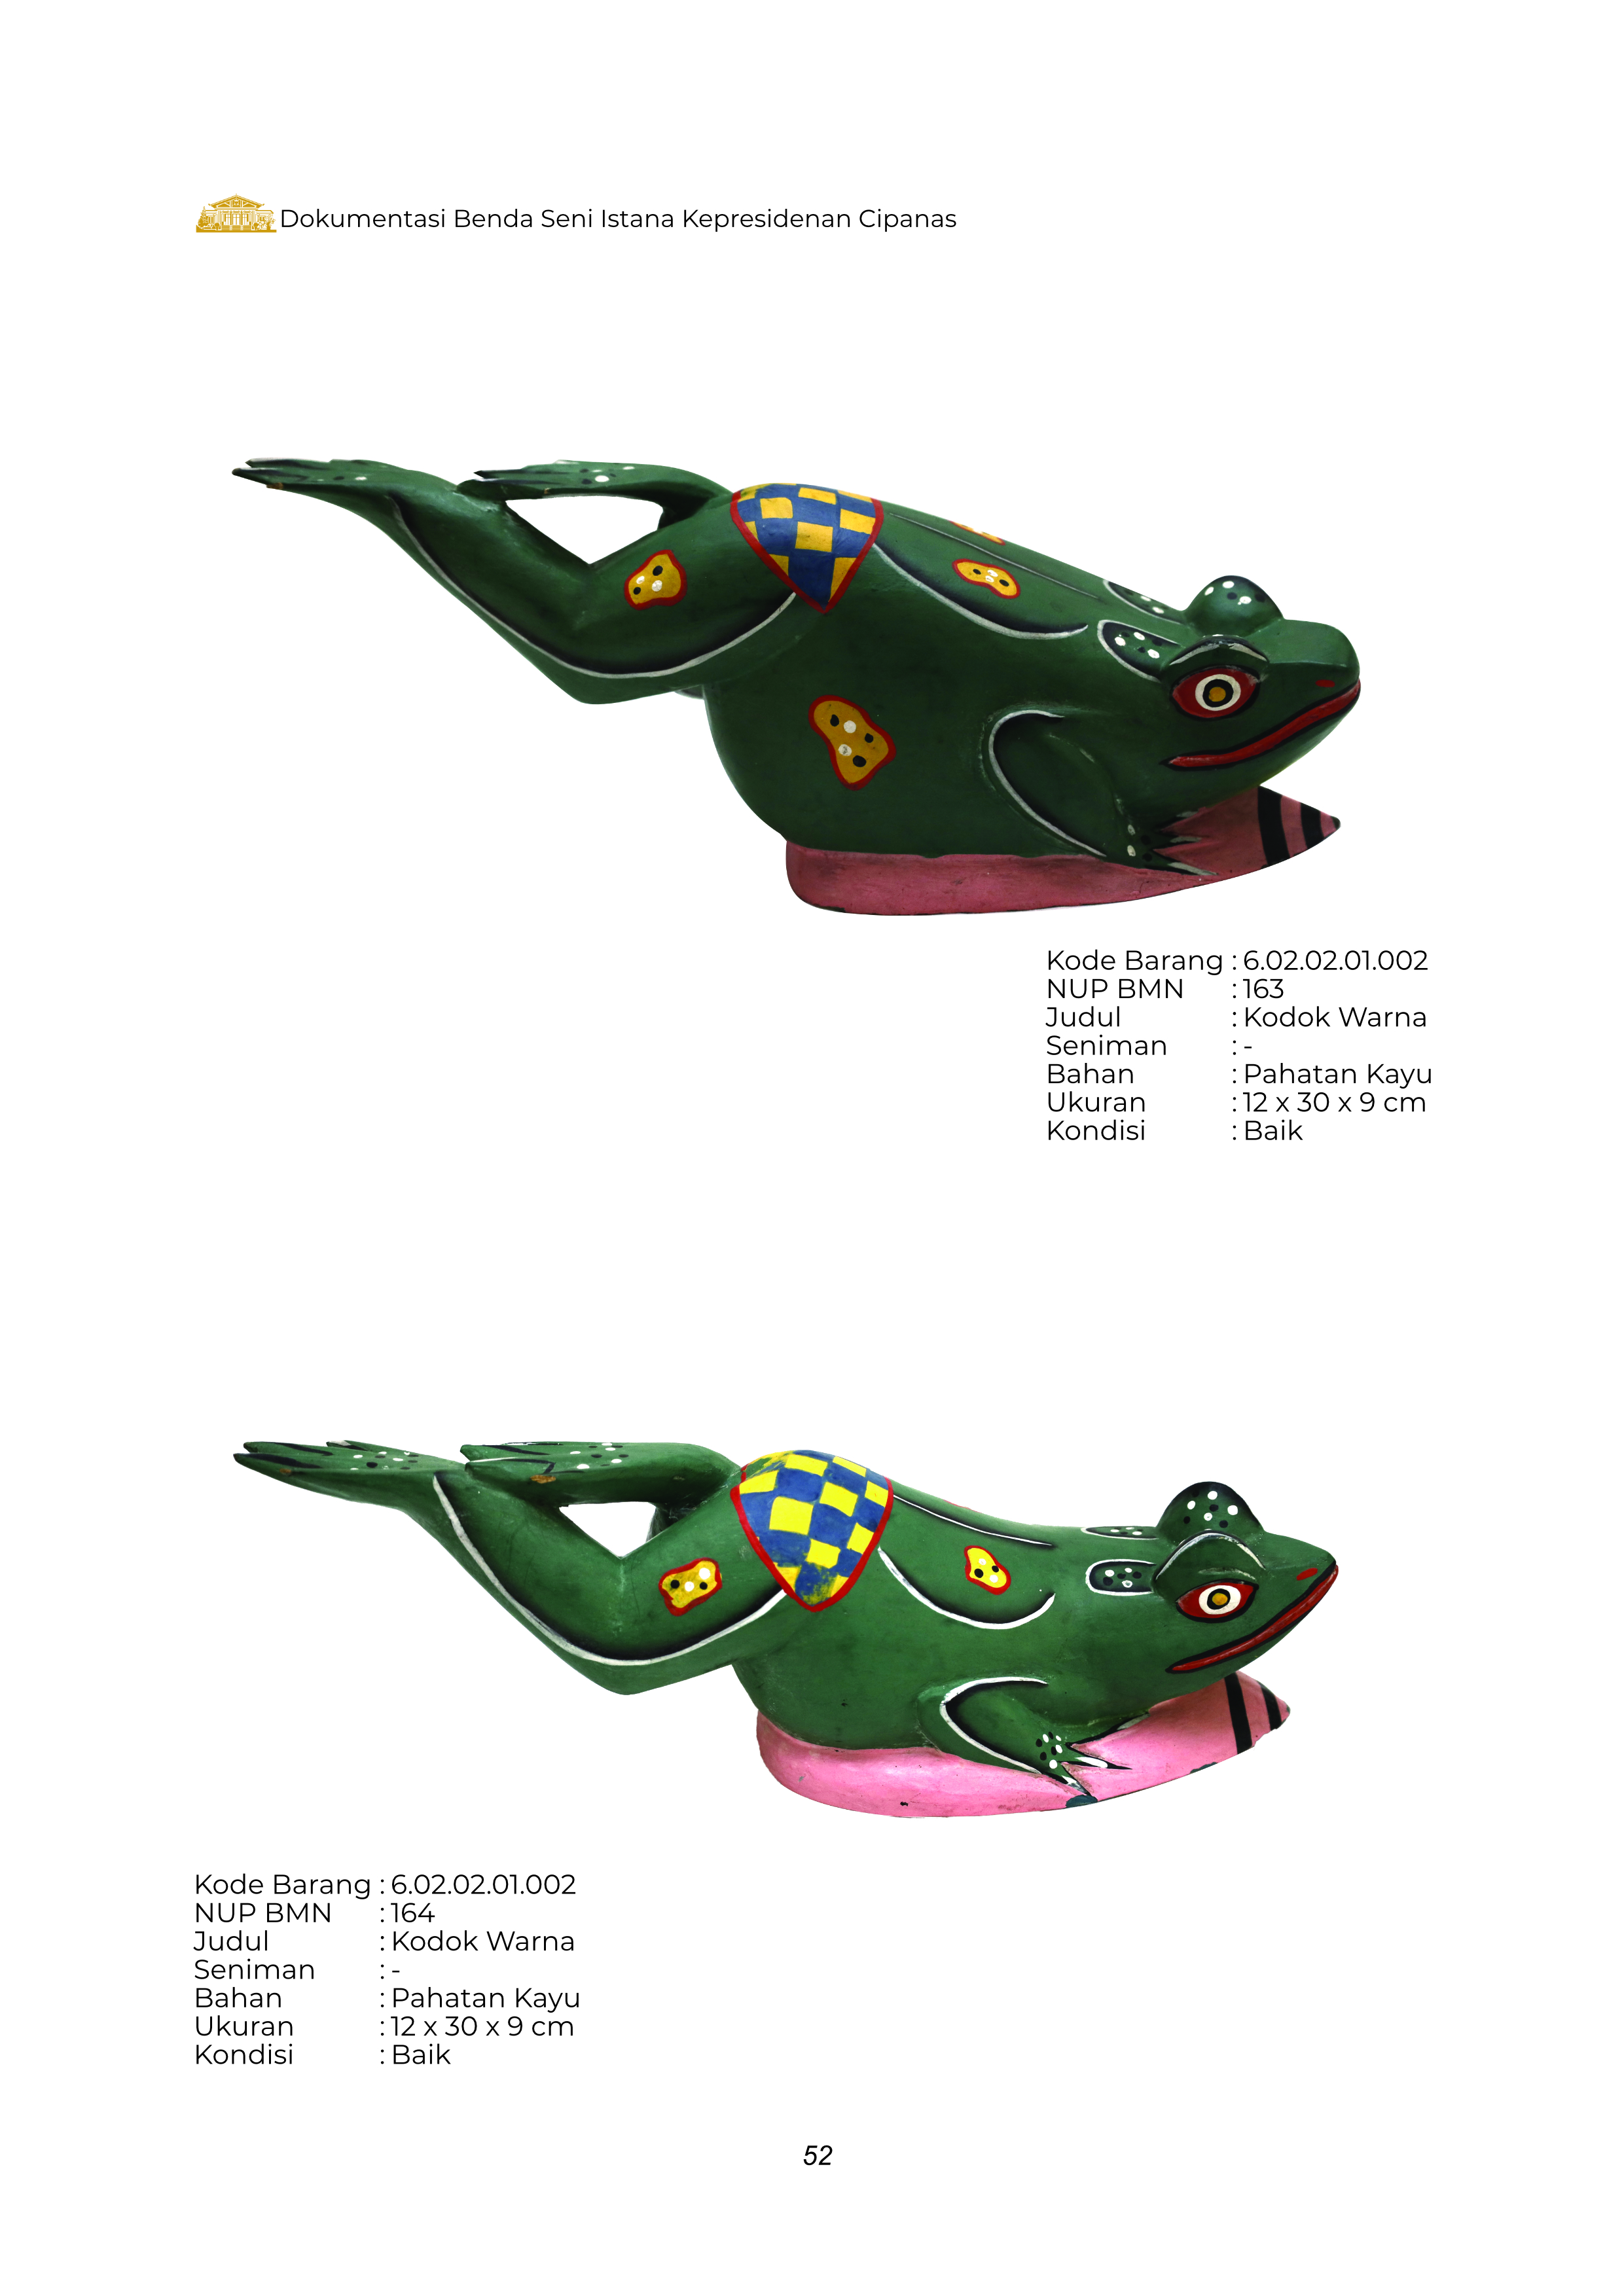 Dokumentasi Benda Seni Istana Kepresidenan Cipanas
Kode Barang : 6.02.02.01.002
NUP BMN : 163
Judul : Kodok Warna
Seniman : -
Bahan : Pahatan Kayu
Ukuran : 12 x 30 x 9 cm
Kondisi : Baik
Kode Barang : 6.02.02.01.002
NUP BMN : 164
Judul : Kodok Warna
Seniman : -
Bahan : Pahatan Kayu
Ukuran : 12 x 30 x 9 cm
Kondisi : Baik
52